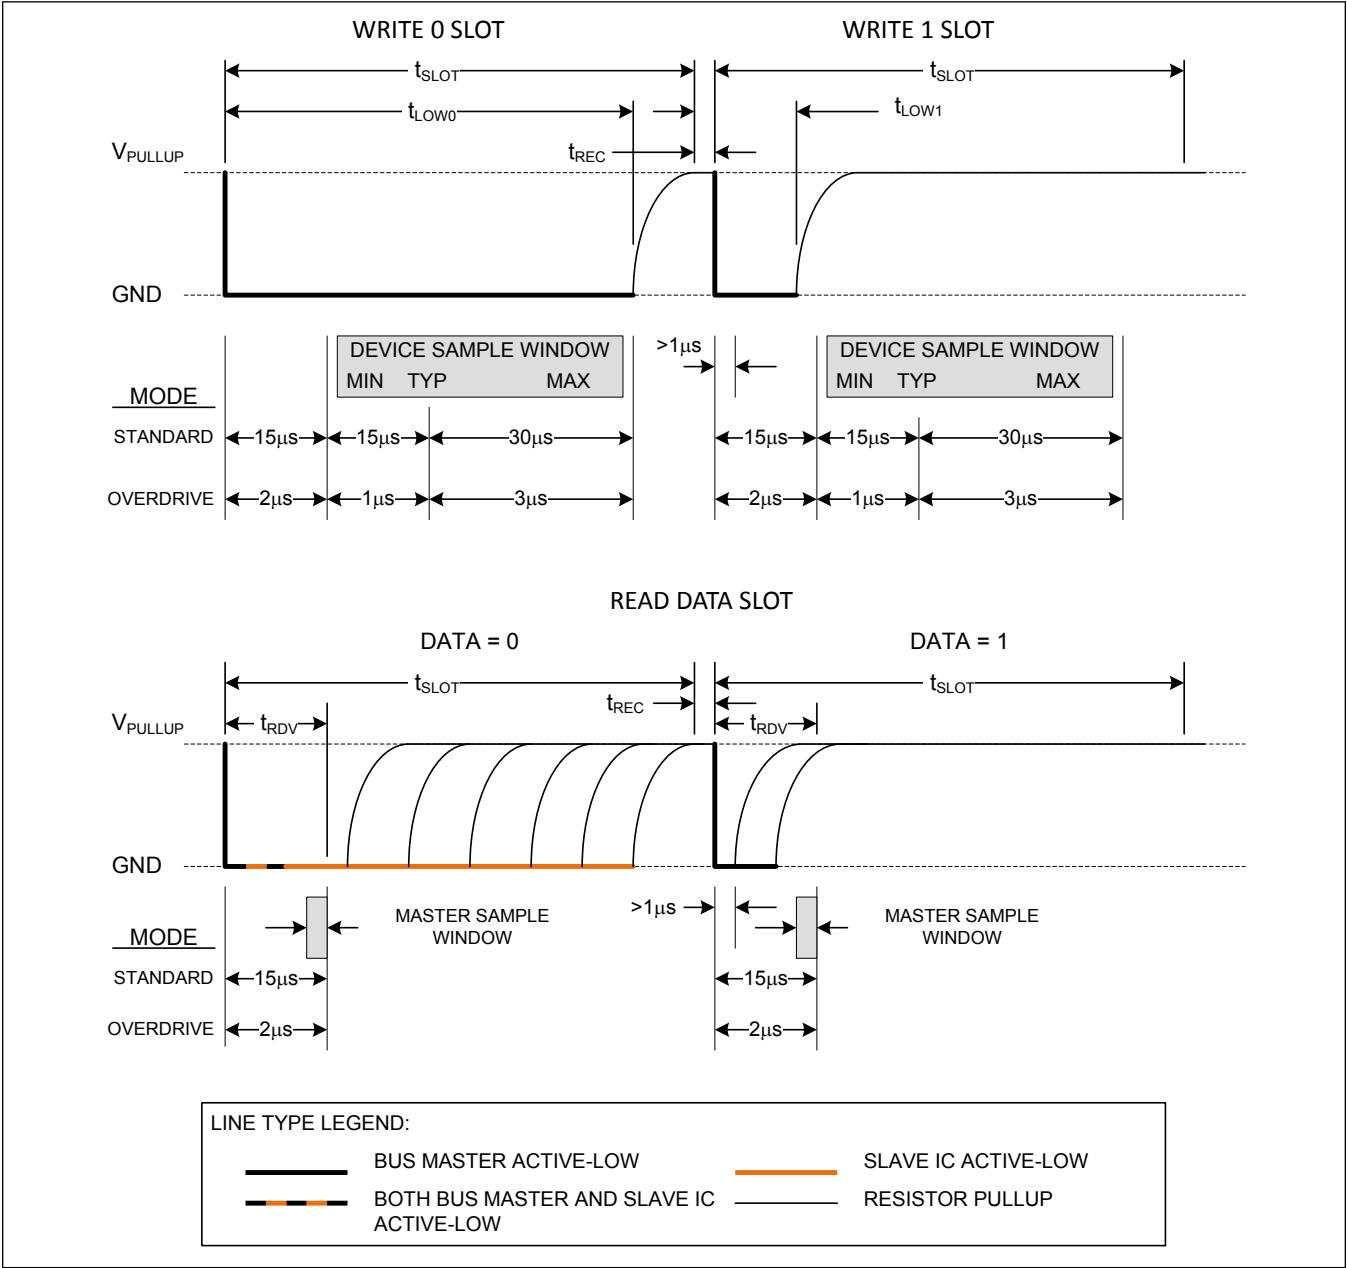 WRITE 0 SLOT
WRITE 1 SLOT
tSLOT
tSLOT
tLOW0
tLOW1
VPULLUP
tREC
GND
DEVICE SAMPLE WINDOW
MIN TYP MAX
>1µs
DEVICE SAMPLE WINDOW
MIN TYP MAX
MODE
STANDARD 15µs 15µs 30µs 15µs 15µs 30µs
OVERDRIVE 2µs 1µs 3µs 2µs 1µs 3µs
READ DATA SLOT
DATA = 0
DATA = 1
tSLOT
tSLOT
tREC
VPULLUP
tRDV
tRDV
GND
MASTER SAMPLE
WINDOW
>1µs
MASTER SAMPLE
WINDOW
MODE
STANDARD 15µs 15µs
OVERDRIVE 2µs 2µs
LINE TYPE LEGEND:
BUS MASTER ACTIVE-LOW
SLAVE IC ACTIVE-LOW
BOTH BUS MASTER AND SLAVE IC
ACTIVE-LOW
RESISTOR PULLUP